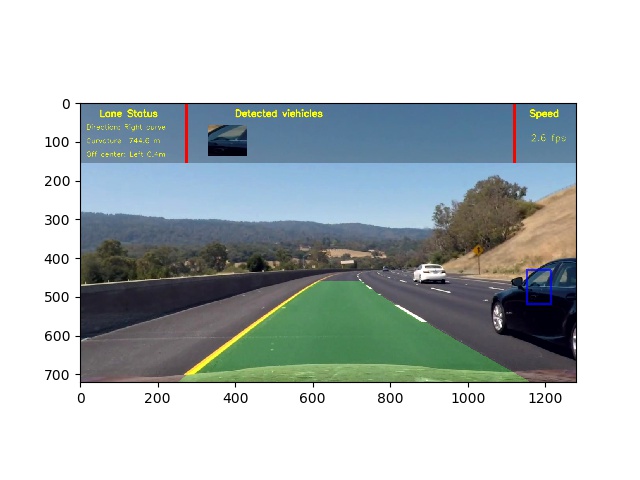 0
100
200
300
400
500
600
700
0
200
400
600
800
1000
1200
Lane Status
Direction: Right curve
Curvature: 744.6 m
Off center: Left 0.4m
Detected viehicles
Speed
2.6 fps